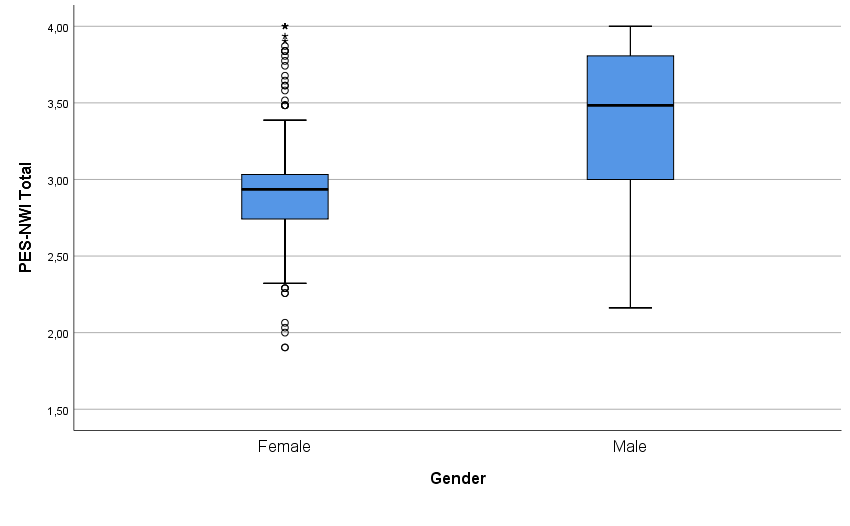 4,00
3,50
3,00
2,50
2,00
1,50
PES-NWI Total
Female
Male
Gender